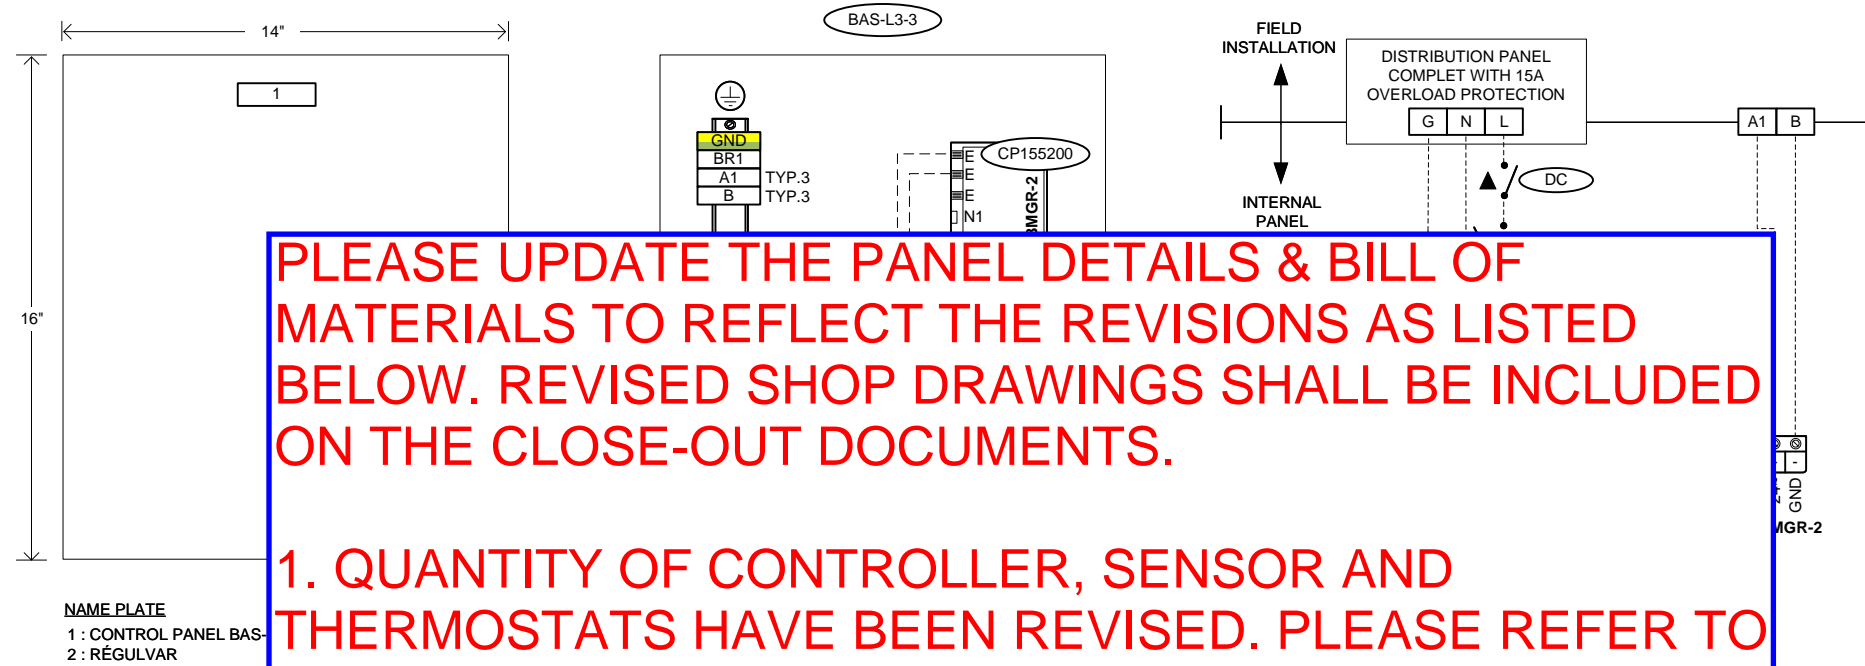 14"
16"
1
NAME PLATE
1 : CONTROL PANEL BAS-
2 : RÉGULVAR
BAS-L3-3
GND
BR1
A1 TYP.3
B TYP.3
E CP155200
E
E
N1
MGR-2
FIELD
INSTALLATION
INTERNAL
PANEL
DISTRIBUTION PANEL
COMPLET WITH 15A
OVERLOAD PROTECTION
G N L
DC
A1 B
-
GND
MGR-2
PLEASE UPDATE THE PANEL DETAILS & BILL OF
MATERIALS TO REFLECT THE REVISIONS AS LISTED
BELOW. REVISED SHOP DRAWINGS SHALL BE INCLUDED
ON THE CLOSE-OUT DOCUMENTS.
1. QUANTITY OF CONTROLLER, SENSOR AND
THERMOSTATS HAVE BEEN REVISED. PLEASE REFER TO